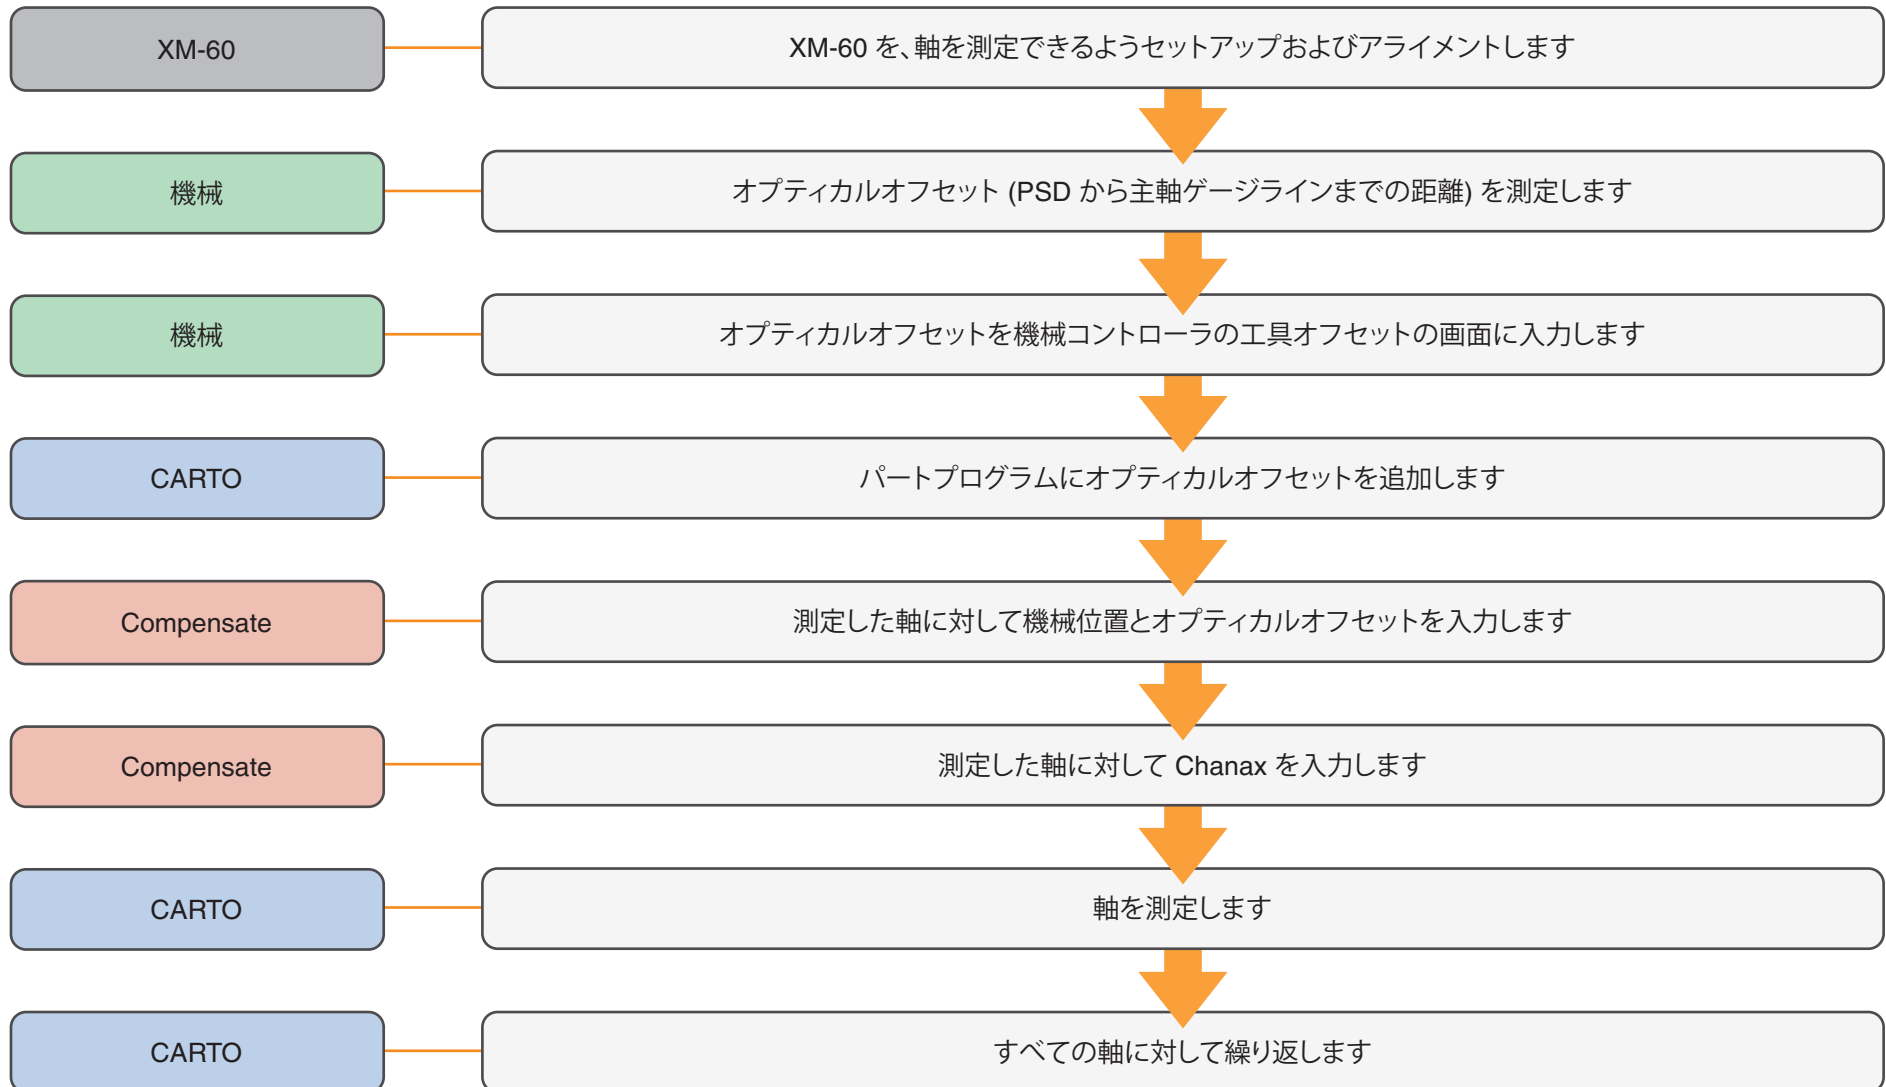 XM-60
XM-60 を、軸を測定できるようセットアップおよびアライメントします
機械
オプティカルオフセット (PSD から主軸ゲージラインまでの距離) を測定します
機械
オプティカルオフセットを機械コントローラの工具オフセットの画面に入力します
CARTO
パートプログラムにオプティカルオフセットを追加します
Compensate
測定した軸に対して機械位置とオプティカルオフセットを入力します
Compensate
測定した軸に対して Chanax を入力します
CARTO
軸を測定します
CARTO
すべての軸に対して繰り返します